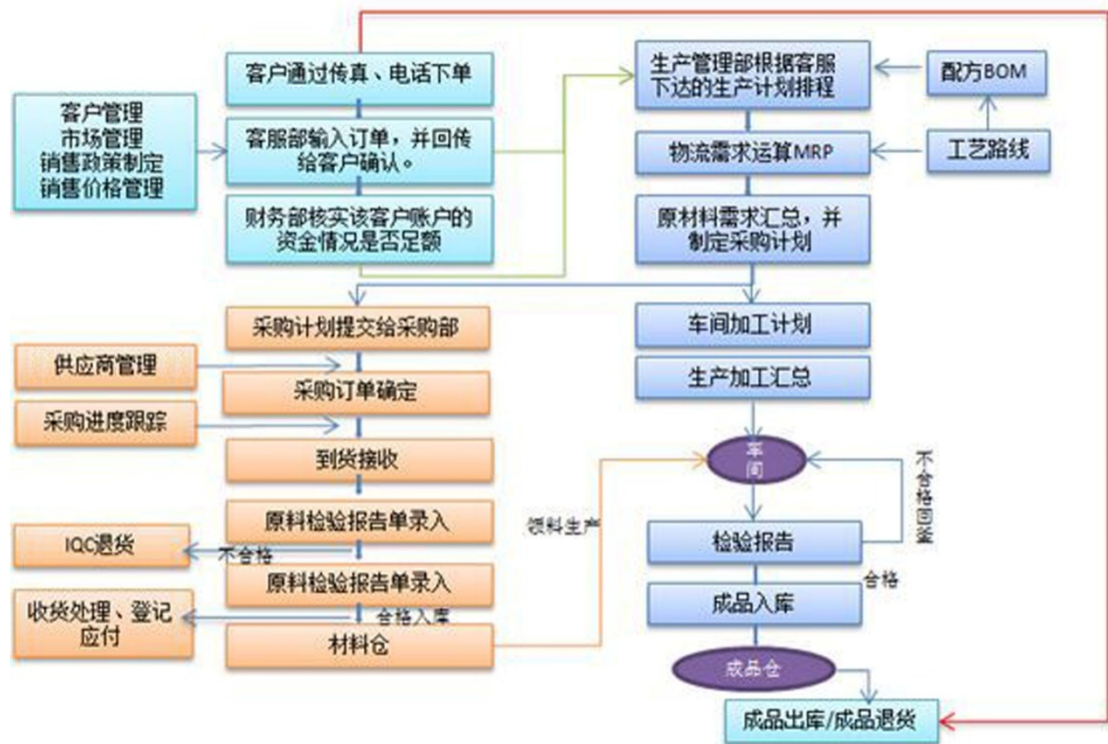 客户通过传真、电话下单
客户管理
市场管理
销售政策制定
销售价格管理
客服部输入订单，并回传
给客户确认。
财务部核实该客户账户的
资金情况是否足额
生产管理部根据客服
下达的生产计划排程
配方BOM
物流需求运算MRP
工艺路线
原材料需求汇总，并
制定采购计划
采购计划提交给采购部
供应商管理
采购订单确定
采购进度跟踪
到货接收
原料检验报告单录入
IQC退货
不合格
原料检验报告单录入
收货处理、登记
应付
合格入库
材料仓
领料生产
车间加工计划
生产加工汇总
车
间
不合格回釜
检验报告
合格
成品入库
成品仓
成品出库/成品退货